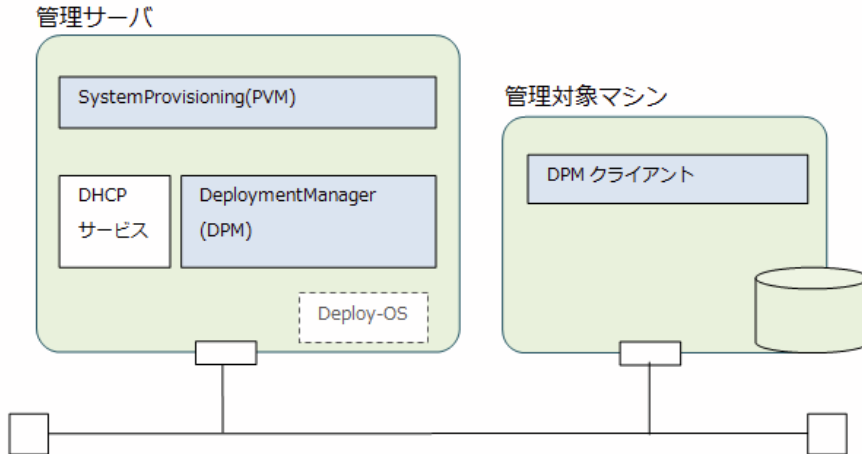 管理サーバ
SystemProvisioning(PVM)
DHCP
サービス
DeploymentManager
(DPM)
Deploy-OS
管理対象マシン
DPM クライアント